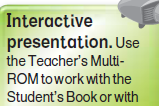 Interactive
presentation. Use
the Teacher's Multi-
ROM to work with the
Student's Book or with